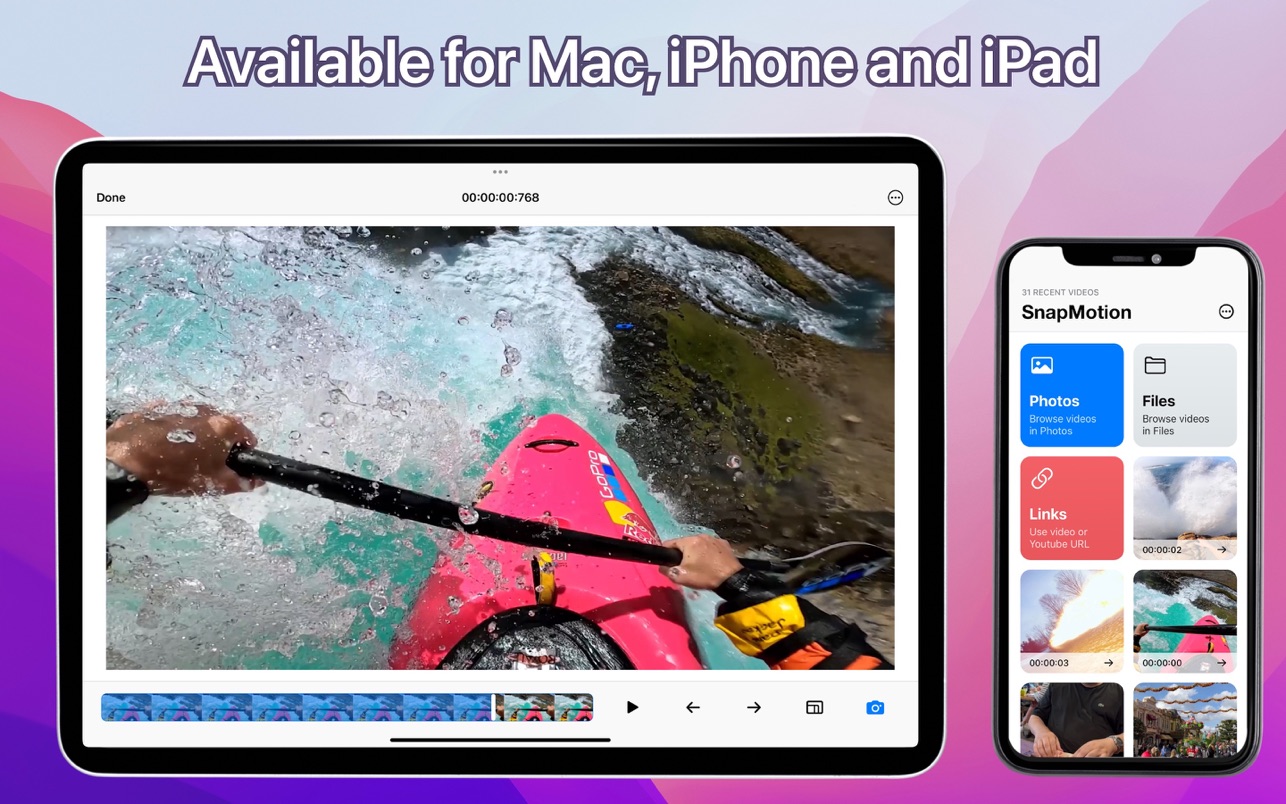 Available for Mac, iPhone and iPad
Done
00:00:00:768
GoPro
31 RECENT VIDEOS
SnapMotion
Photos
Browse videos
in Photos
Files
Browse videos
in Files
Links
Use video or
Youtube URL
00:00:02
00:00:03
00:00:00